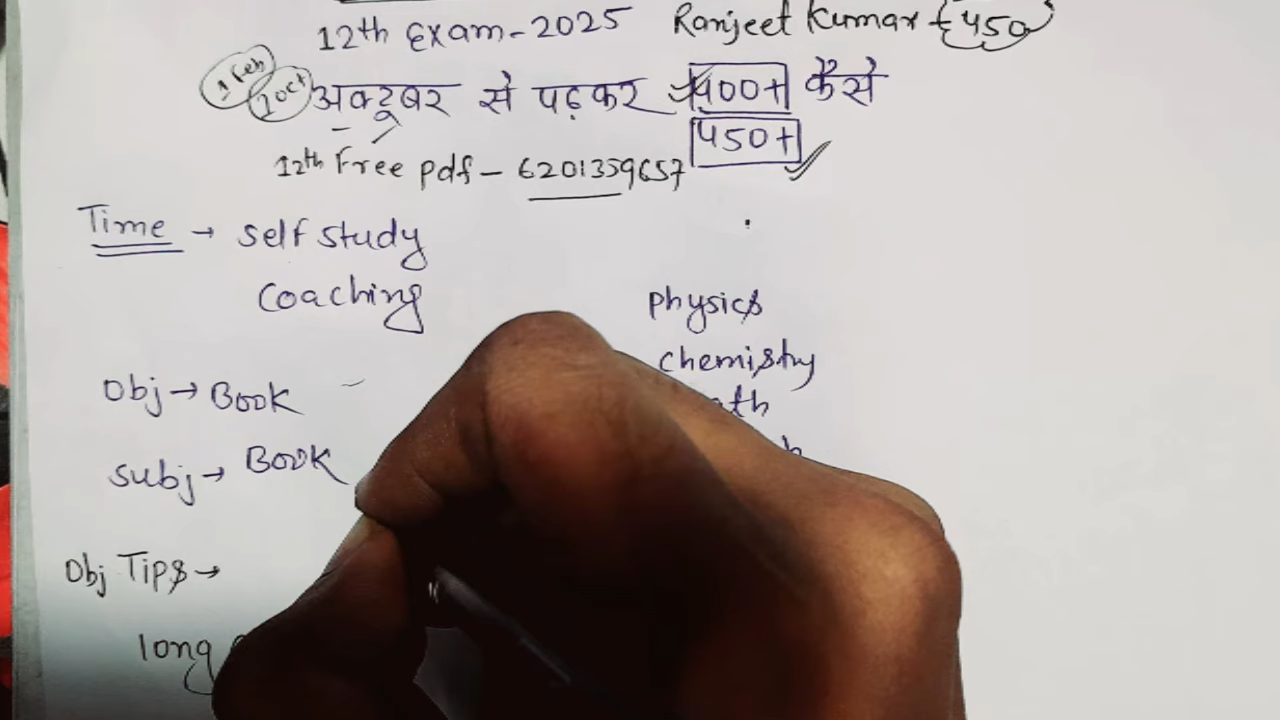 12th Exam-2025 Ranjeet Kumar - 450
1 Feb
1 Oct
अक्टूबर से पढ़कर 400+ कैसे
450+
12th Free pdf - 6201359657
Time → self study
Coaching
Physics
Chemistry
Obj → Book
Subj → Book
Obj Tips →
long